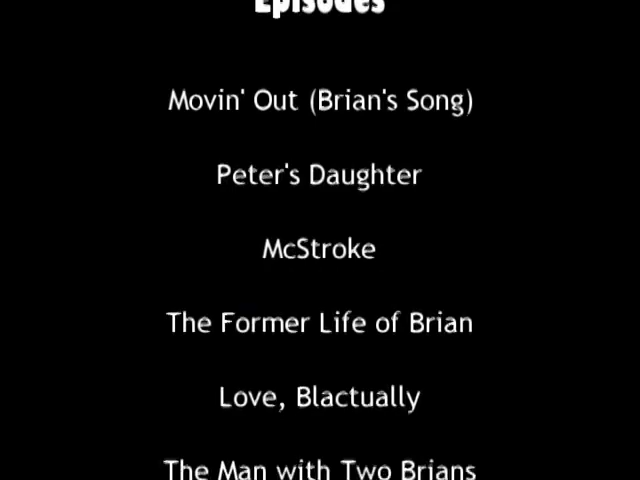 Episodes
Movin' Out (Brian's Song)
Peter's Daughter
McStroke
The Former Life of Brian
Love, Blactually
The Man with Two Brians